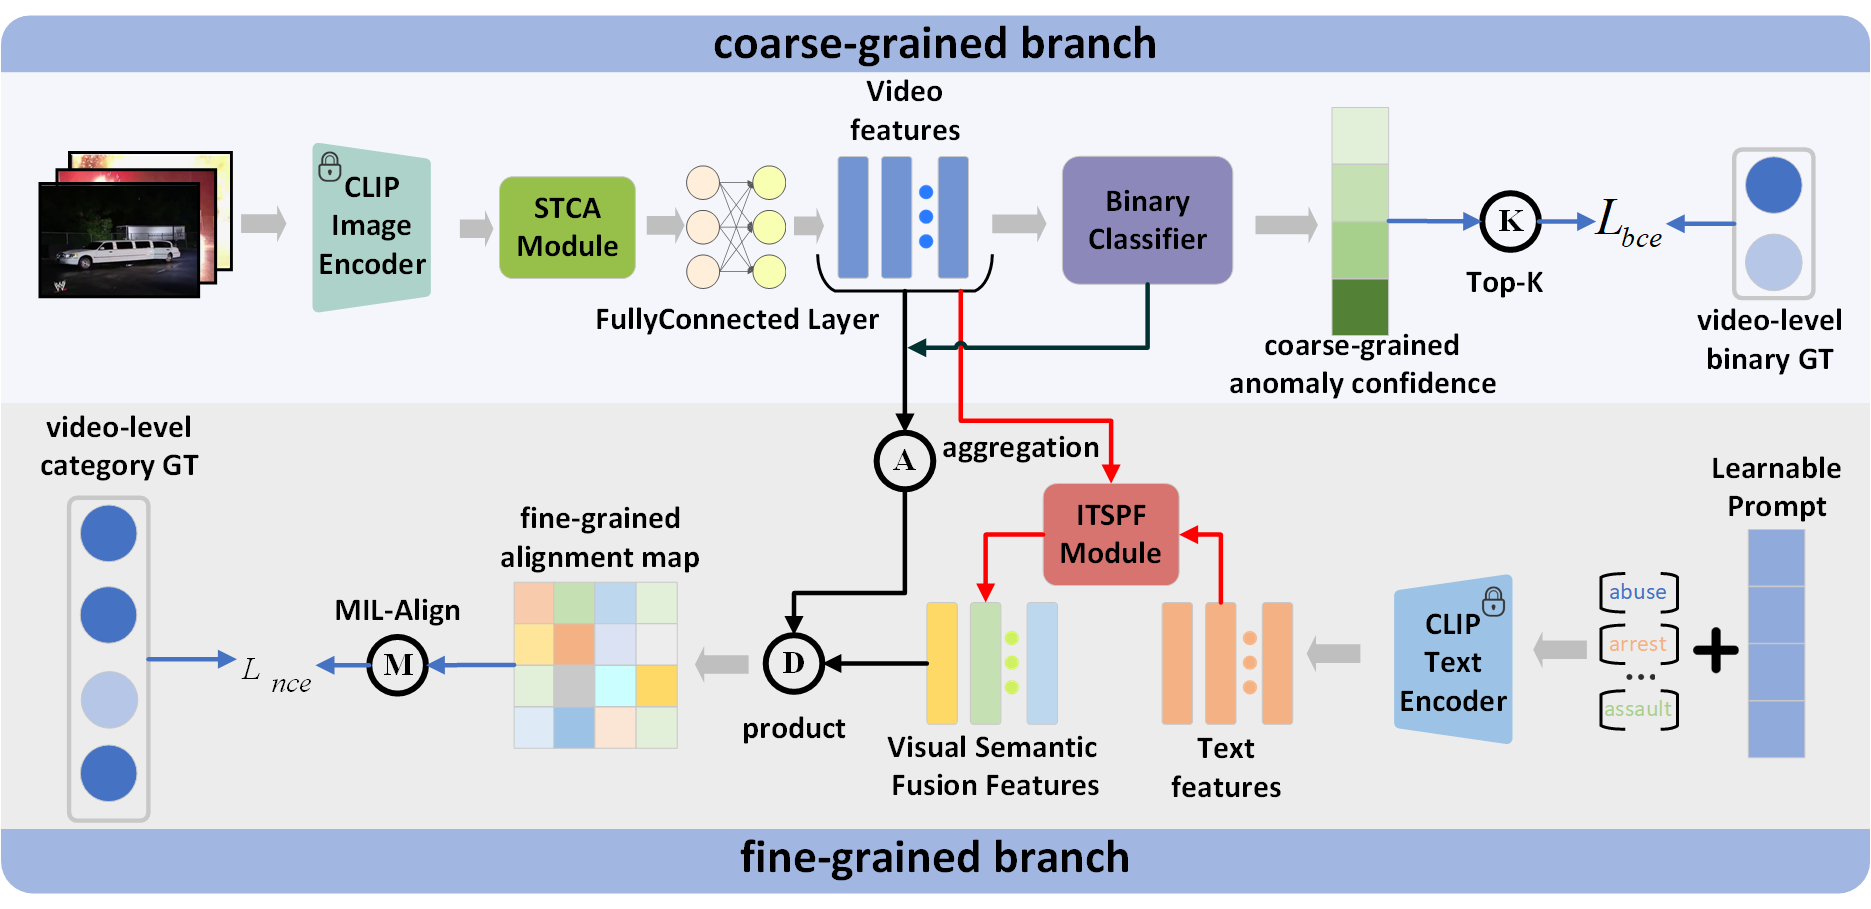 coarse-grained branch
Video
features
CLIP
Image
Encoder
STCA
Module
FullyConnected Layer
Binary
Classifier
coarse-grained
anomaly confidence
K
Top-K
L bce
video-level
binary GT
W
video-level
category GT
A
aggregation
ITSPF
Module
fine-grained
alignment map
MIL-Align
M
L nce
D
product
Visual Semantic
Fusion Features
Text
features
CLIP
Text
Encoder
abuse
arrest
...
assault
+
Learnable
Prompt
fine-grained branch